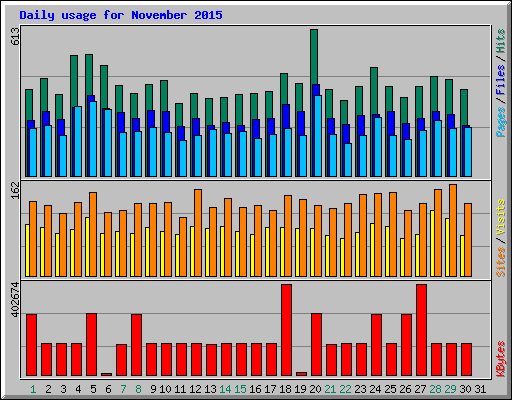 Daily usage for November 2015
613
Pages / Files / Hits
162
Sites / Visits
402674
KBytes
1 2 3 4 5 6 7 8 9 10 11 12 13 14 15 16 17 18 19 20 21 22 23 24 25 26 27 28 29 30 31